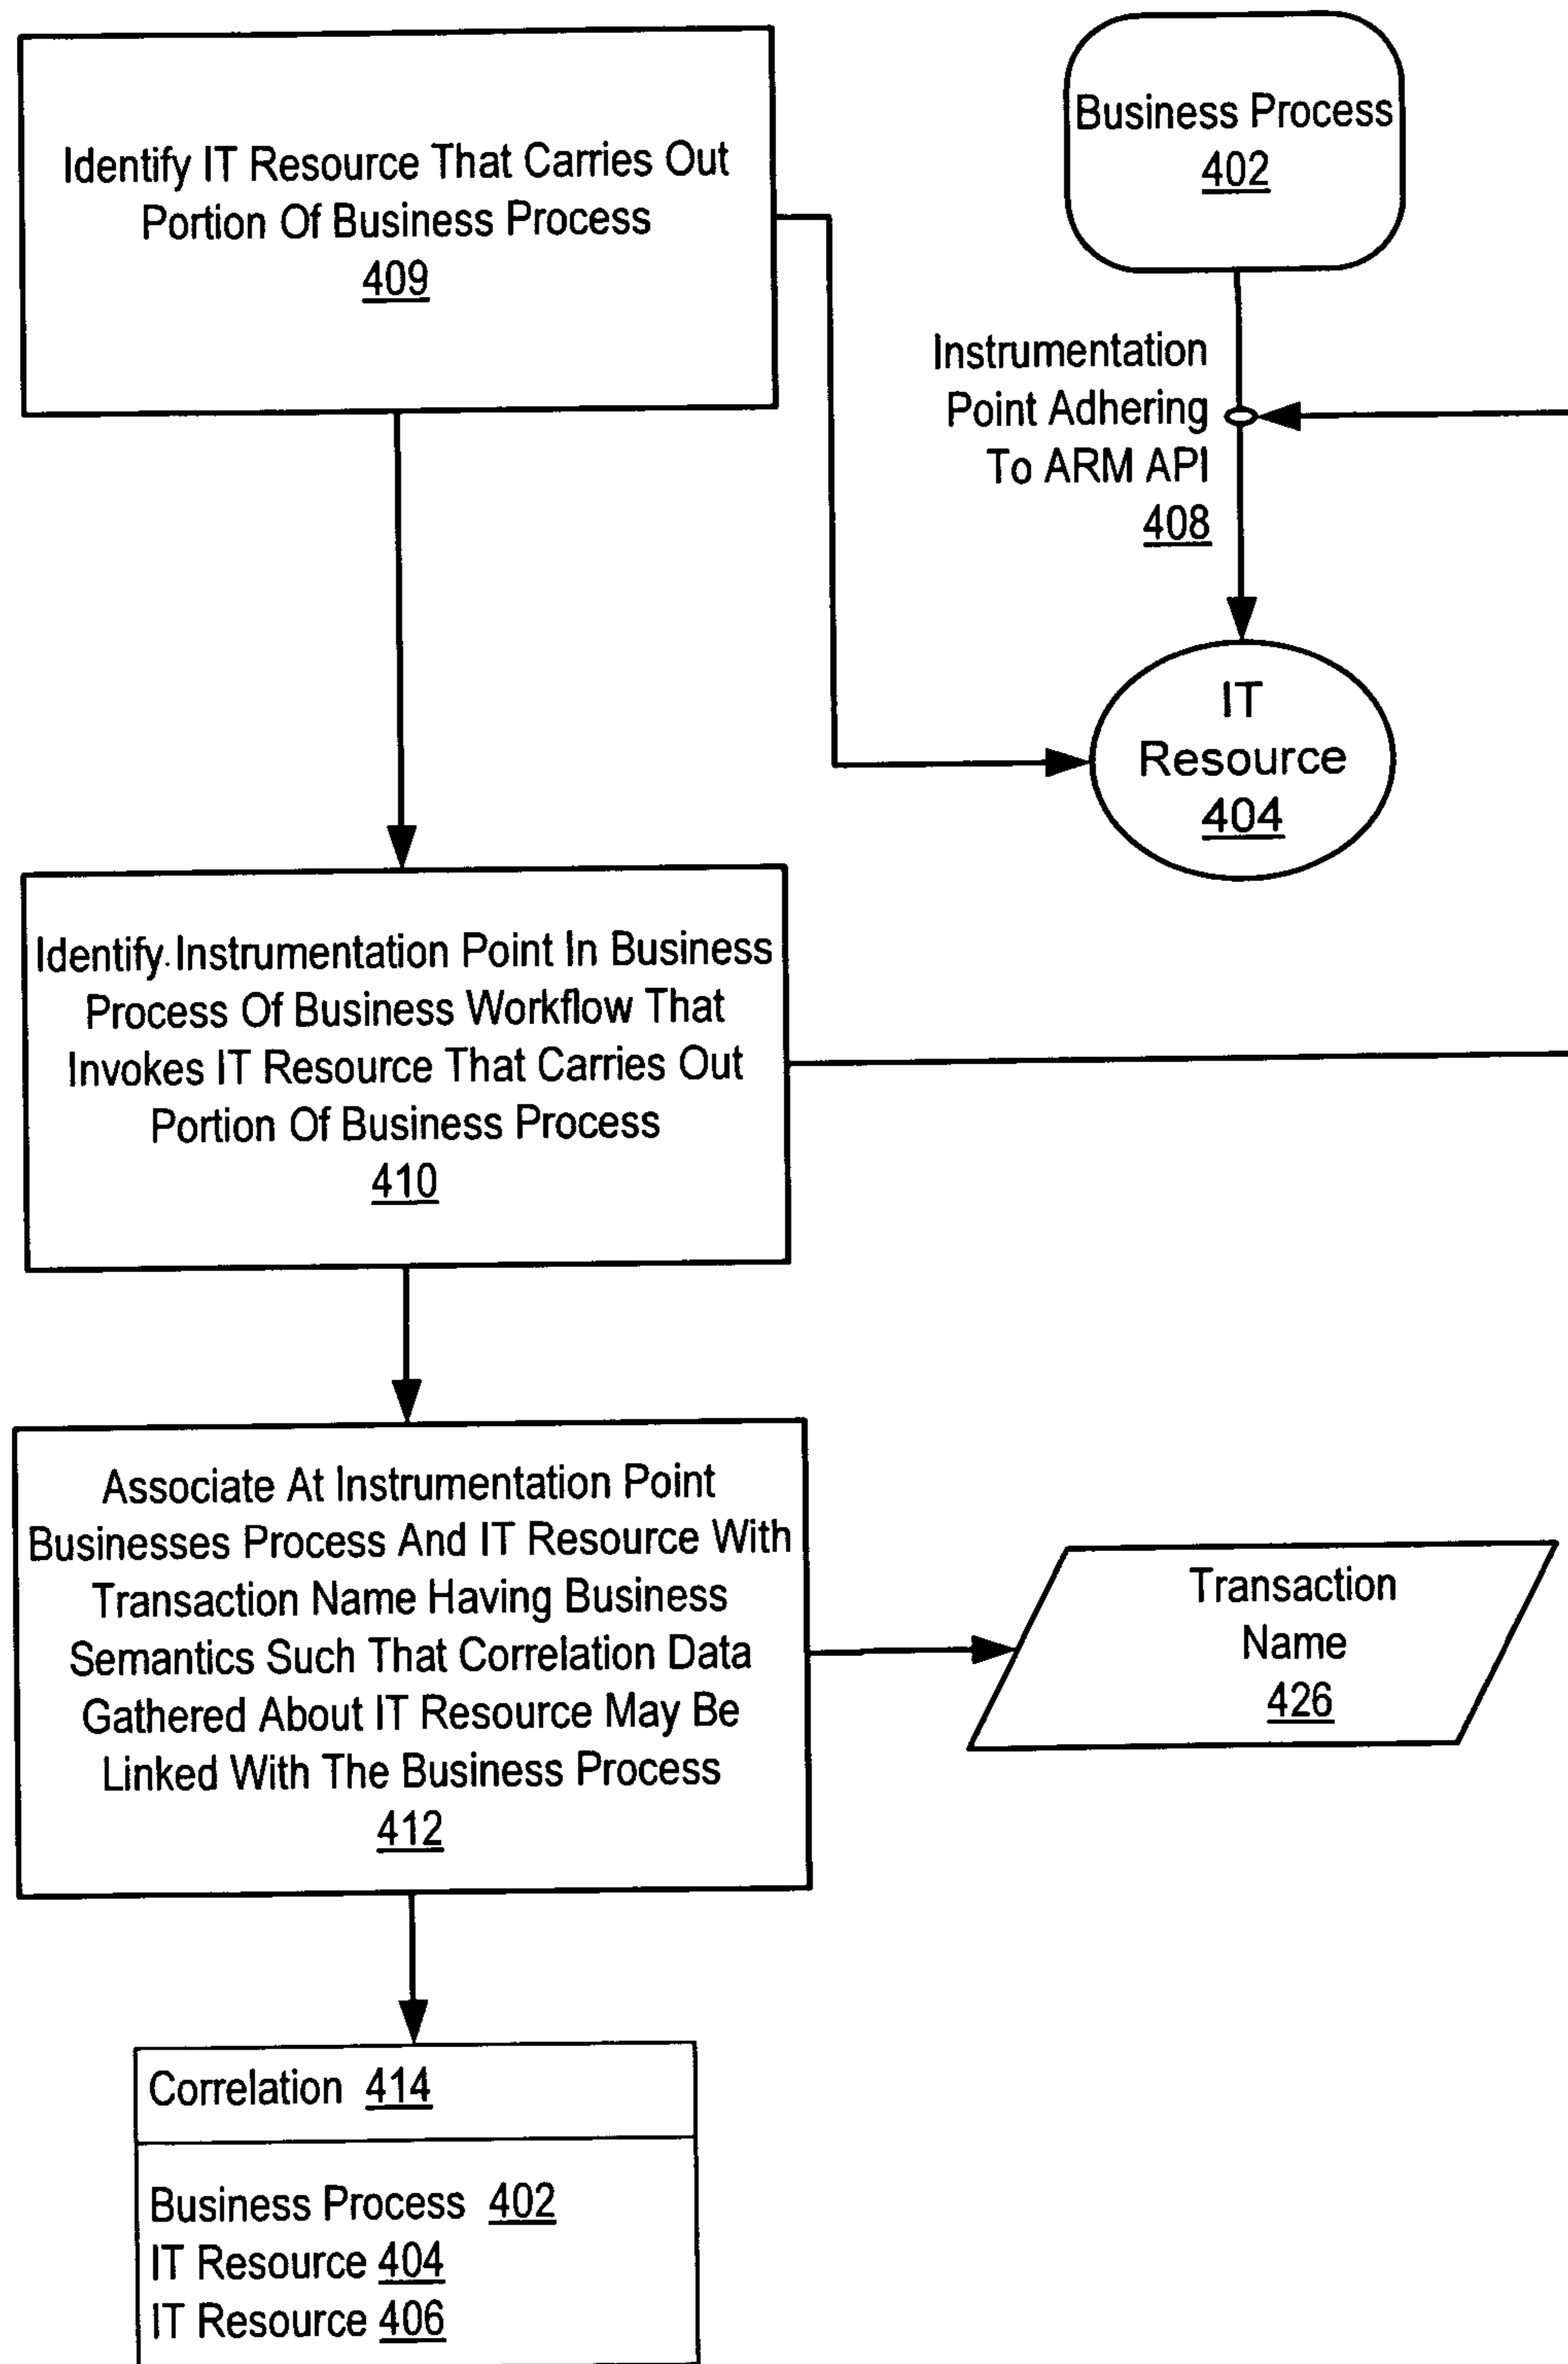 Identify IT Resource That Carries Out
Portion Of Business Process
409
Business Process
402
Instrumentation
Point Adhering
To ARM API
408
IT
Resource
404
Identify Instrumentation Point In Business
Process Of Business Workflow That
Invokes IT Resource That Carries Out
Portion Of Business Process
410
Associate At Instrumentation Point
Businesses Process And IT Resource With
Transaction Name Having Business
Semantics Such That Correlation Data
Gathered About IT Resource May Be
Linked With The Business Process
412
Transaction
Name
426
Correlation 414
Business Process 402
IT Resource 404
IT Resource 406